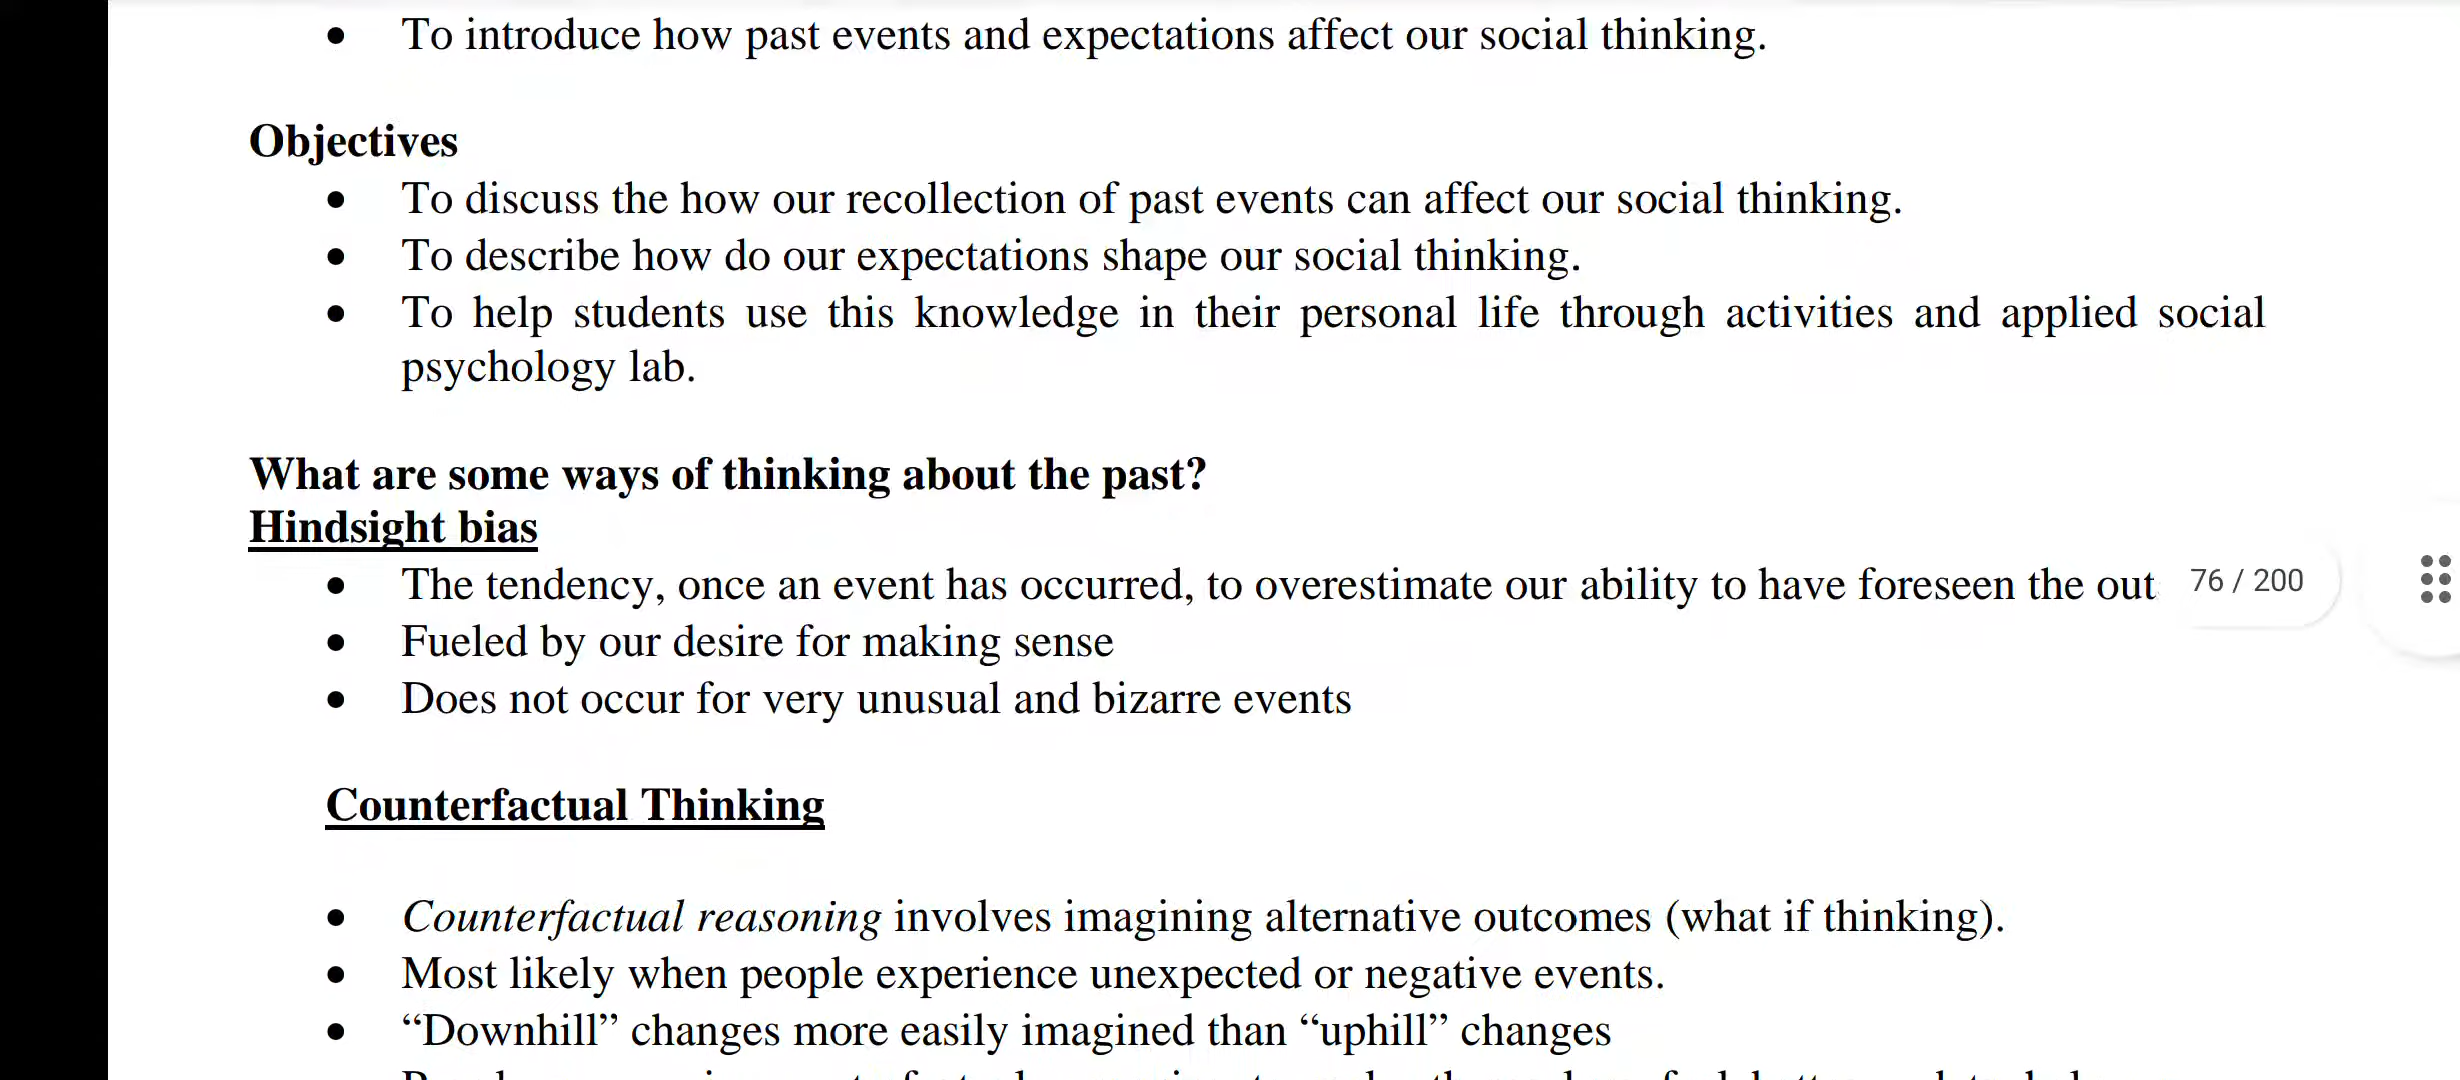 • To introduce how past events and expectations affect our social thinking.
Objectives
• To discuss the how our recollection of past events can affect our social thinking.
• To describe how do our expectations shape our social thinking.
• To help students use this knowledge in their personal life through activities and applied social
psychology lab.
What are some ways of thinking about the past?
Hindsight bias
• The tendency, once an event has occurred, to overestimate our ability to have foreseen the out
76 / 200
• Fueled by our desire for making sense
• Does not occur for very unusual and bizarre events
Counterfactual Thinking
• Counterfactual reasoning involves imagining alternative outcomes (what if thinking).
• Most likely when people experience unexpected or negative events.
• “Downhill” changes more easily imagined than “uphill” changes